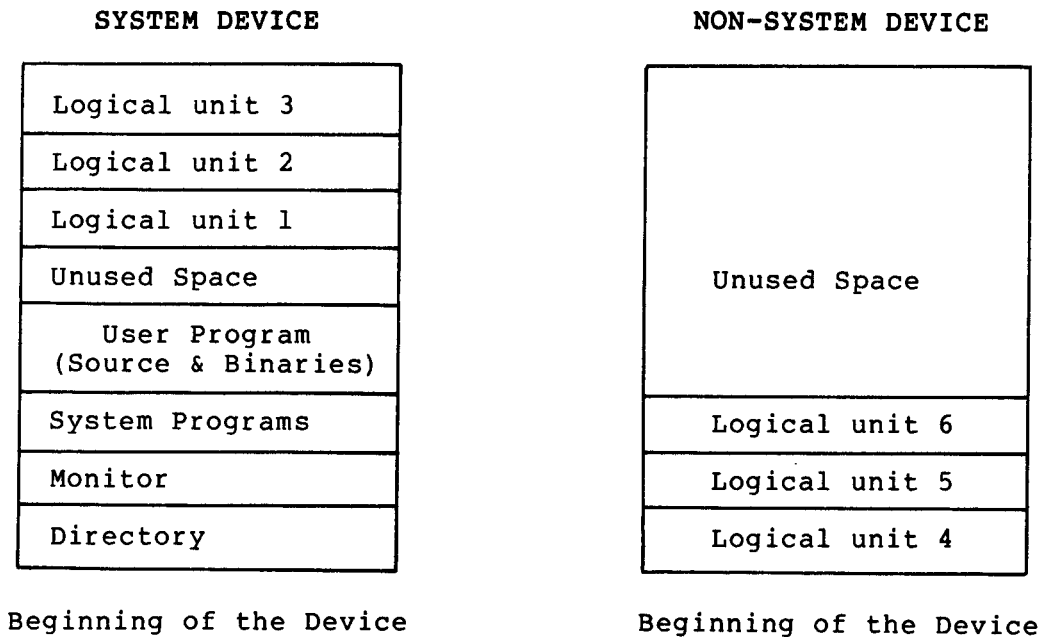 SYSTEM DEVICE
Logical unit 3
Logical unit 2
Logical unit 1
Unused Space
User Program
(Source & Binaries)
System Programs
Monitor
Directory
Beginning of the Device
NON-SYSTEM DEVICE
Unused Space
Logical unit 6
Logical unit 5
Logical unit 4
Beginning of the Device